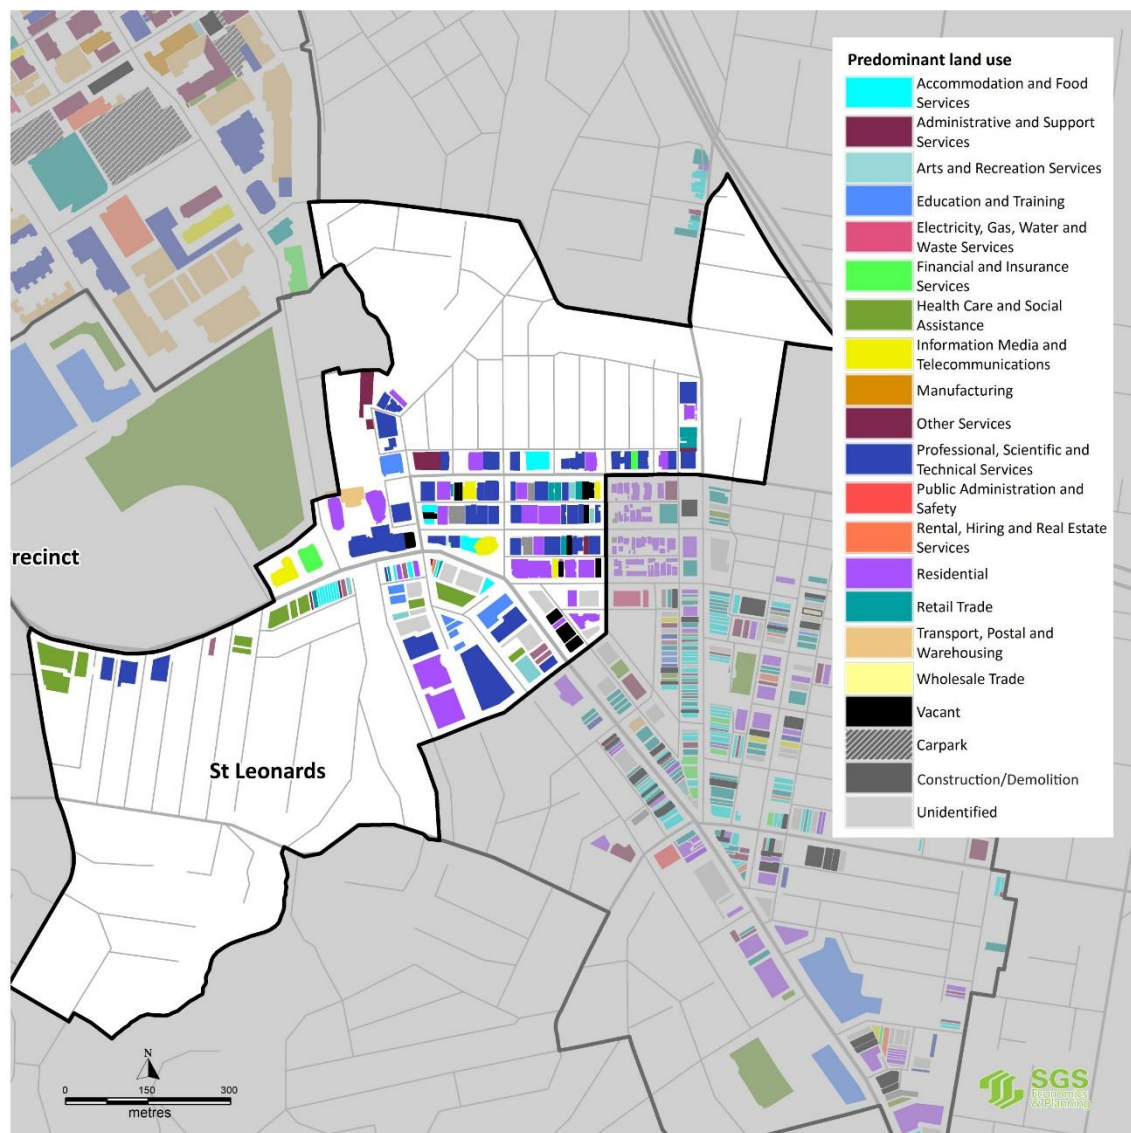 Predominant land use
Accommodation and Food
Services
Administrative and Support
Services
Arts and Recreation Services
Education and Training
Electricity, Gas, Water and
Waste Services
Financial and Insurance
Services
Health Care and Social
Assistance
Information Media and
Telecommunications
Manufacturing
Other Services
Professional, Scientific and
Technical Services
Public Administration and
Safety
Rental, Hiring and Real Estate
Services
Residential
Retail Trade
Transport, Postal and
Warehousing
Wholesale Trade
Vacant
Carpark
Construction/Demolition
Unidentified
recinct
St Leonards
N
0 150 300
metres
SGS
Economics
& Planning